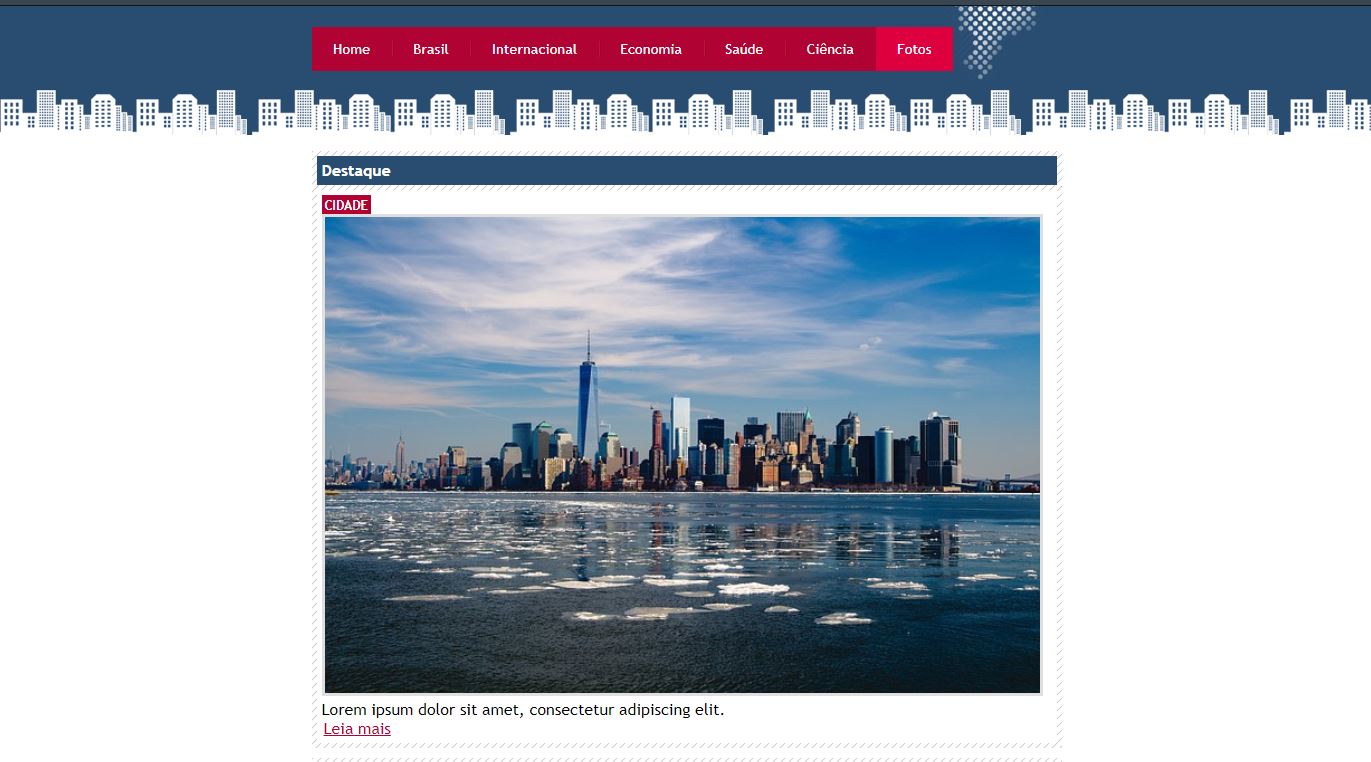 Home Brasil Internacional Economia Saúde Ciência Fotos
Destaque
CIDADE
Lorem ipsum dolor sit amet, consectetur adipiscing elit.
Leia mais